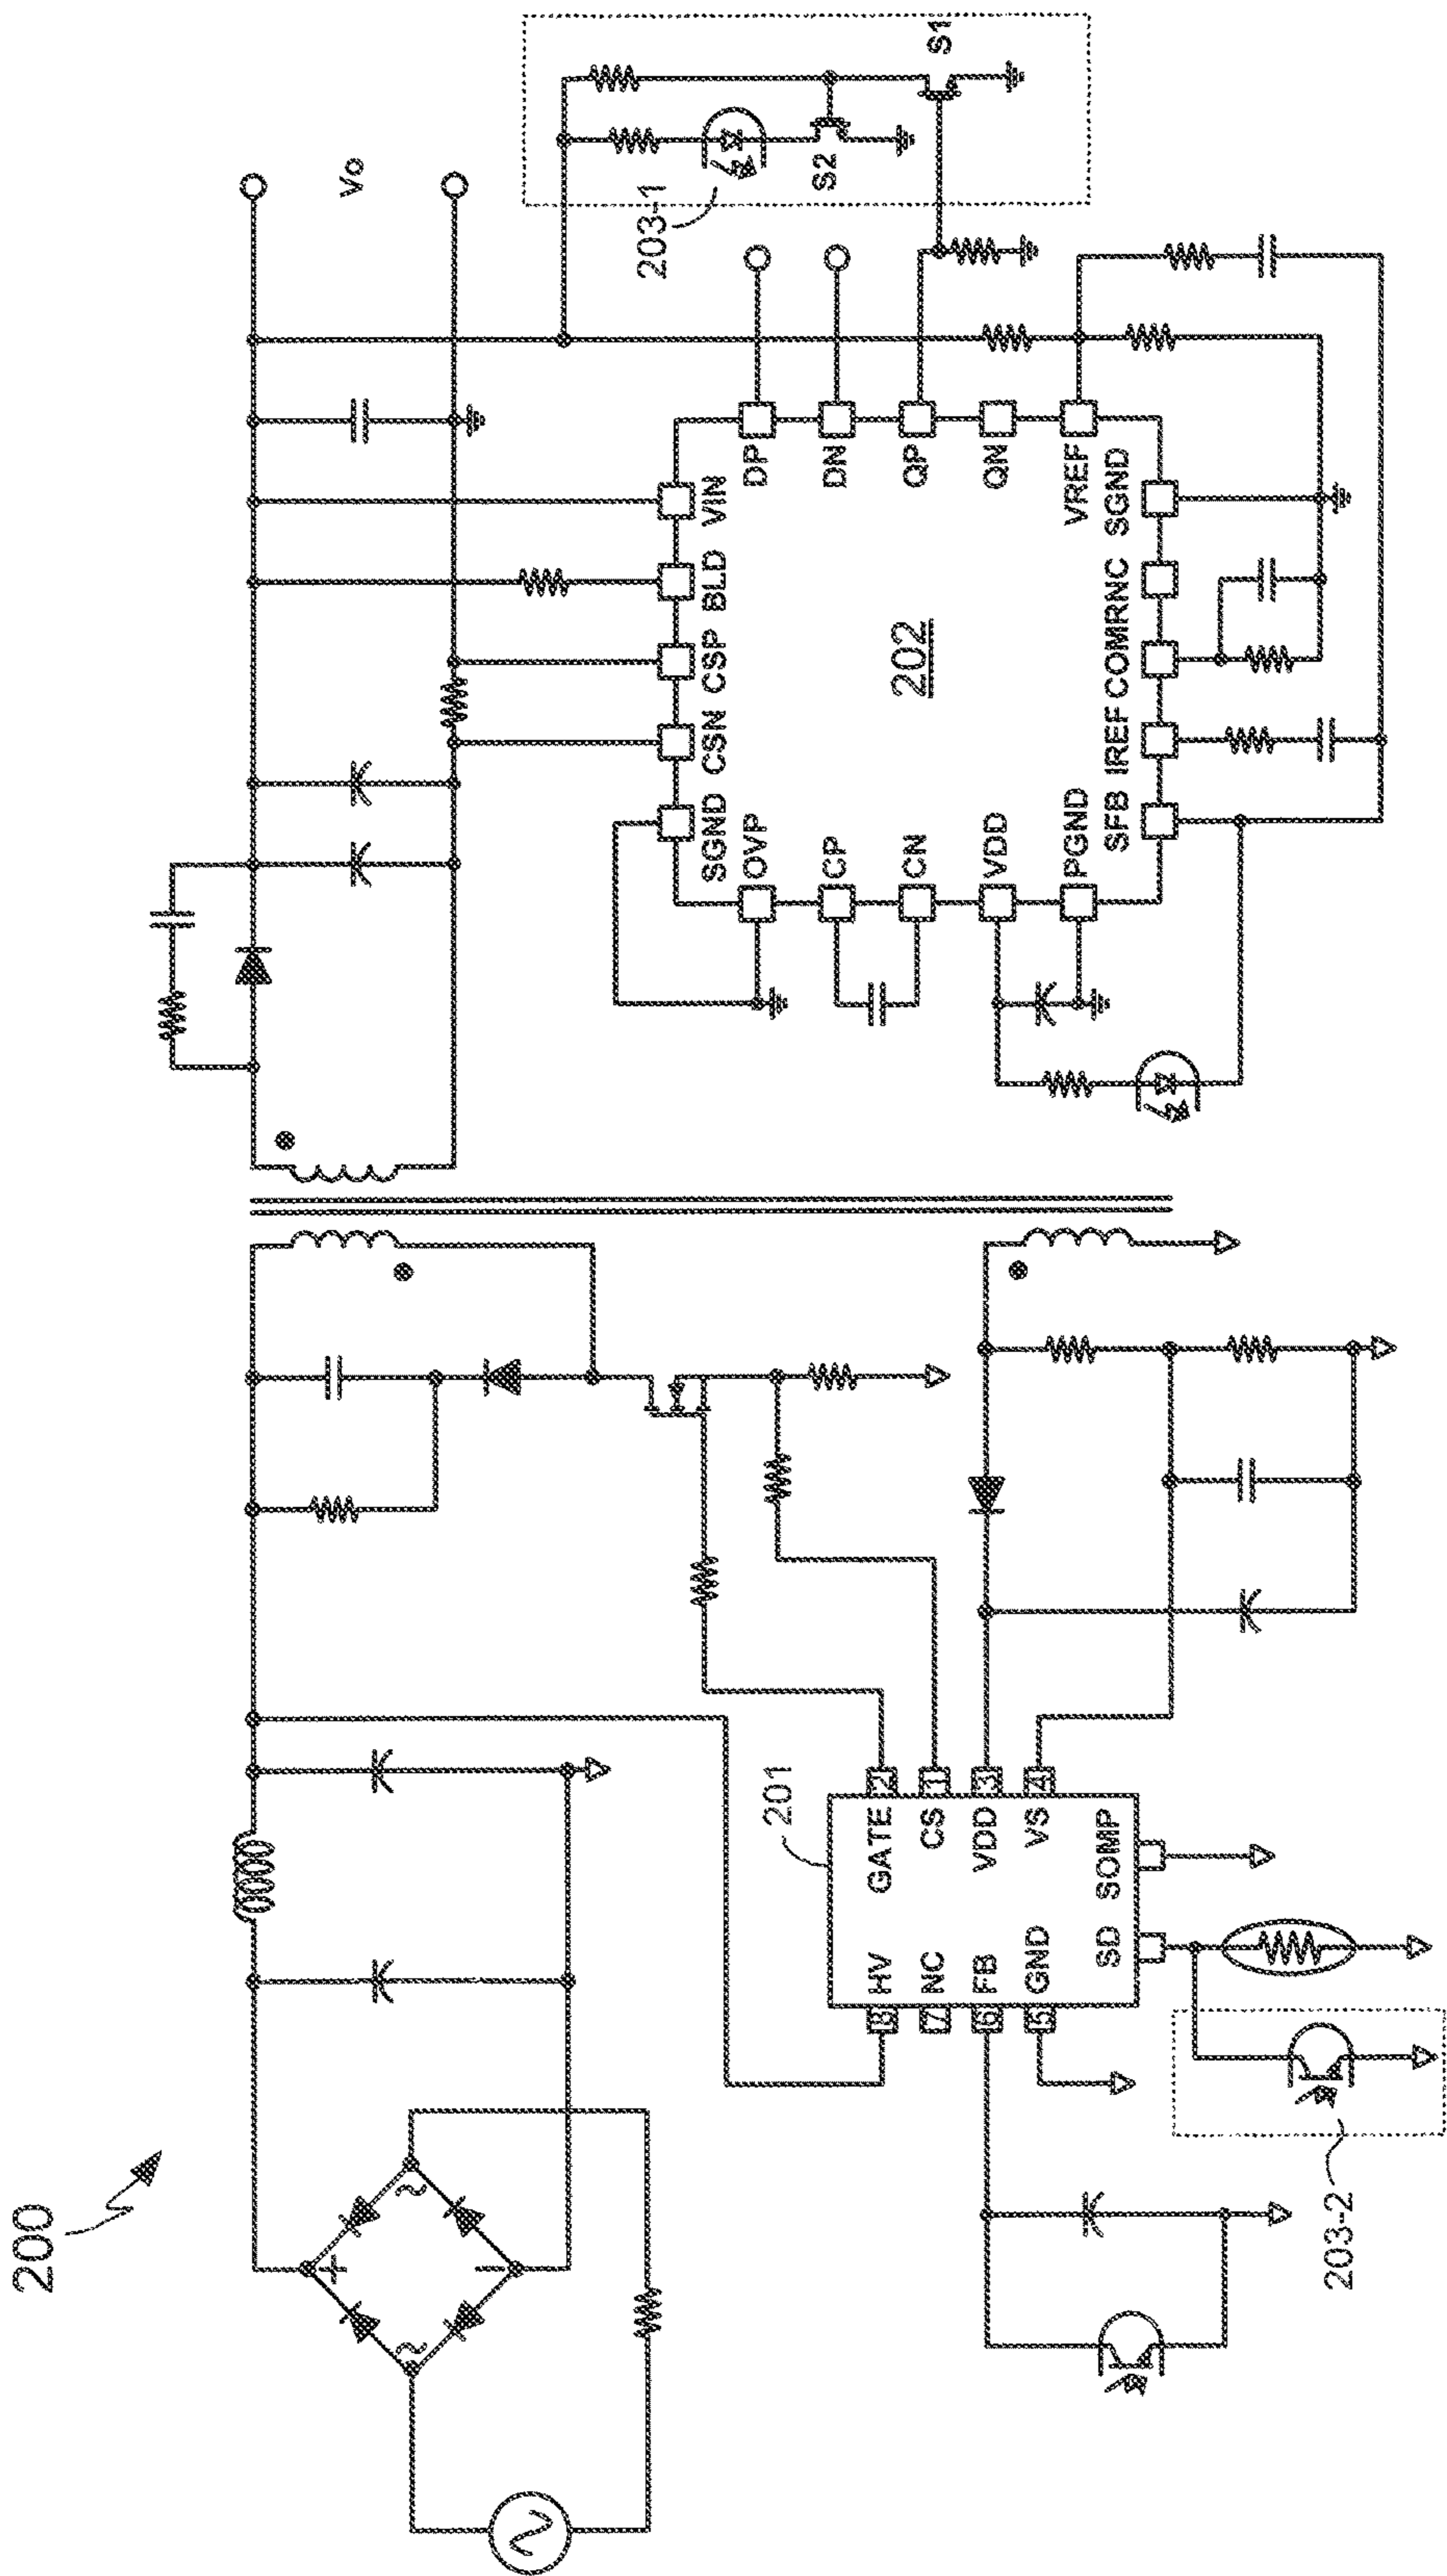 200
Vo
203-1
S2
S1
VIN
BLD
CSP
CSN
SGND
DP
DN
QP
QN
VREF
OVP
CP
CN
VDD
PGND
202
SFB
IREF
COMR
NC
SGND
201
2
1
3
4
GATE
CS
VDD
VS
HV
NC
FB
GND
SD
SOMP
8
7
6
5
203-2
+
~
~
-